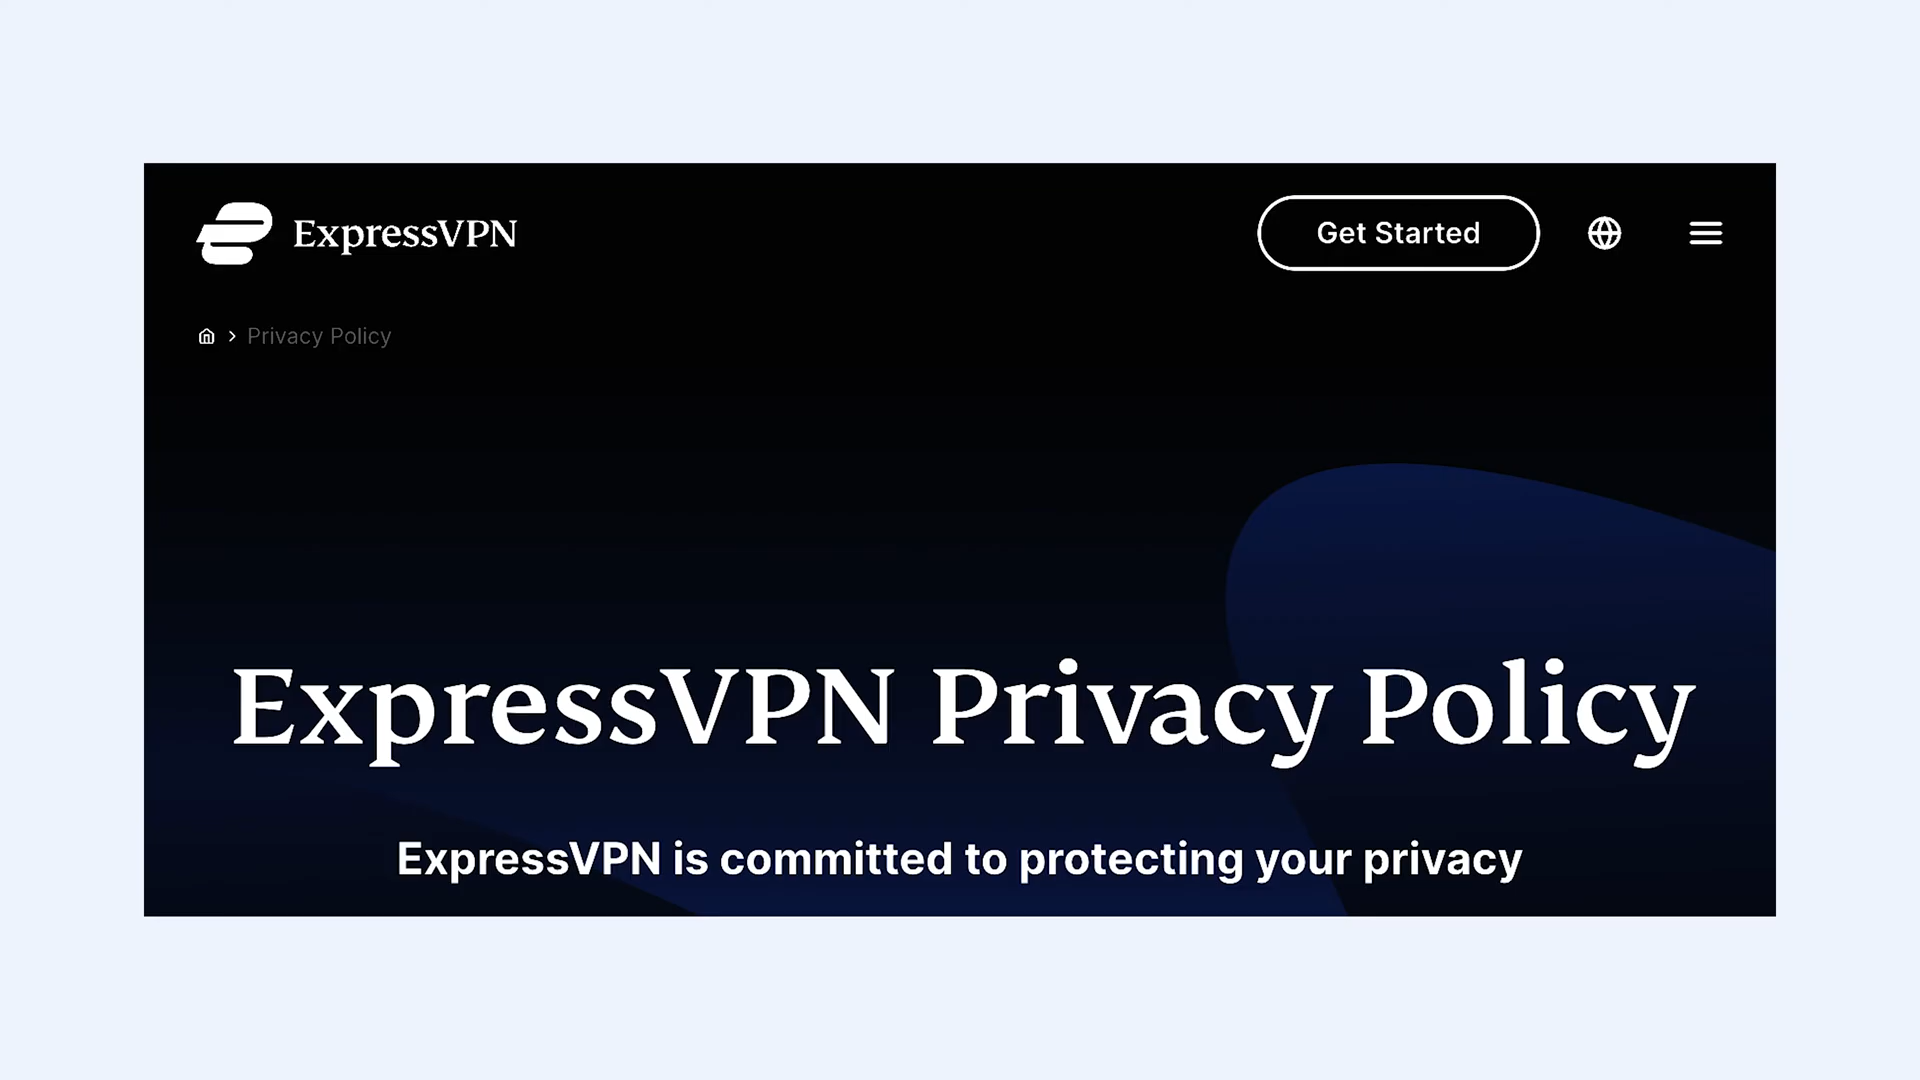 ExpressVPN
Get Started
Privacy Policy
ExpressVPN Privacy Policy
ExpressVPN is committed to protecting your privacy